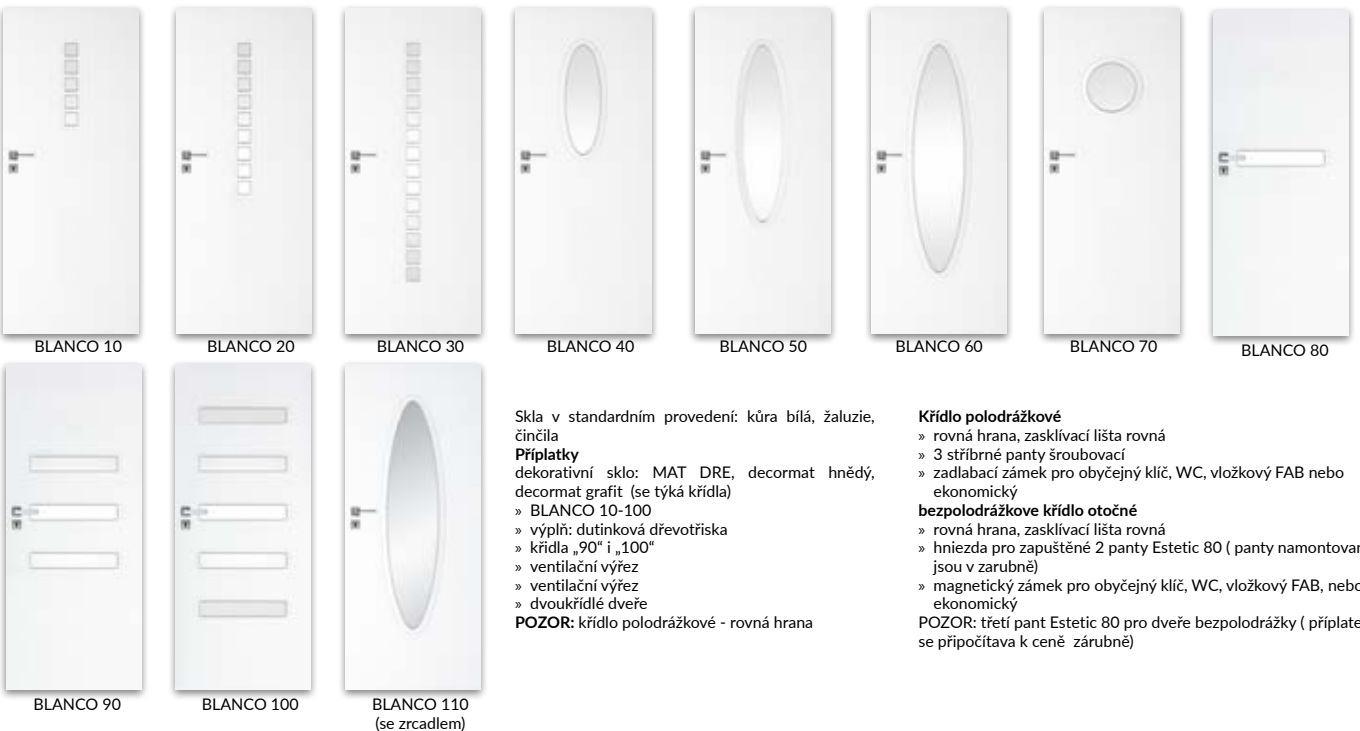 BLANCO 10
BLANCO 20
BLANCO 30
BLANCO 40
BLANCO 50
BLANCO 60
BLANCO 70
BLANCO 80
BLANCO 90
BLANCO 100
BLANCO 110
(se zrcadlem)
Skla v standardním provedení: kůra bílá, žaluzie,
činčila
Příplatky
dekorativní sklo: MAT DRE, decormat hnědý,
decormat grafit (se týká křídla)
» BLANCO 10-100
» výplň: dutinková dřevotřiska
» křidla „90“ i „100“
» ventilační výřez
» ventilační výřez
» dvoukřídlé dveře
POZOR: křídlo polodrážkové - rovná hrana
Křídlo polodrážkové
» rovná hrana, zasklívací lišta rovná
» 3 stříbrné panty šroubovací
» zadlabací zámek pro obyčejný klíč, WC, vložkový FAB nebo
ekonomický
bezpolodrážkove křídlo otočné
» rovná hrana, zasklívací lišta rovná
» hniezda pro zapuštěné 2 panty Estetic 80 ( panty namontovan
jsou v zarubně)
» magnetický zámek pro obyčejný klíč, WC, vložkový FAB, nebo
ekonomický
POZOR: třetí pant Estetic 80 pro dveře bezpolodrážky ( příplate
se připočítava k ceně zárubně)